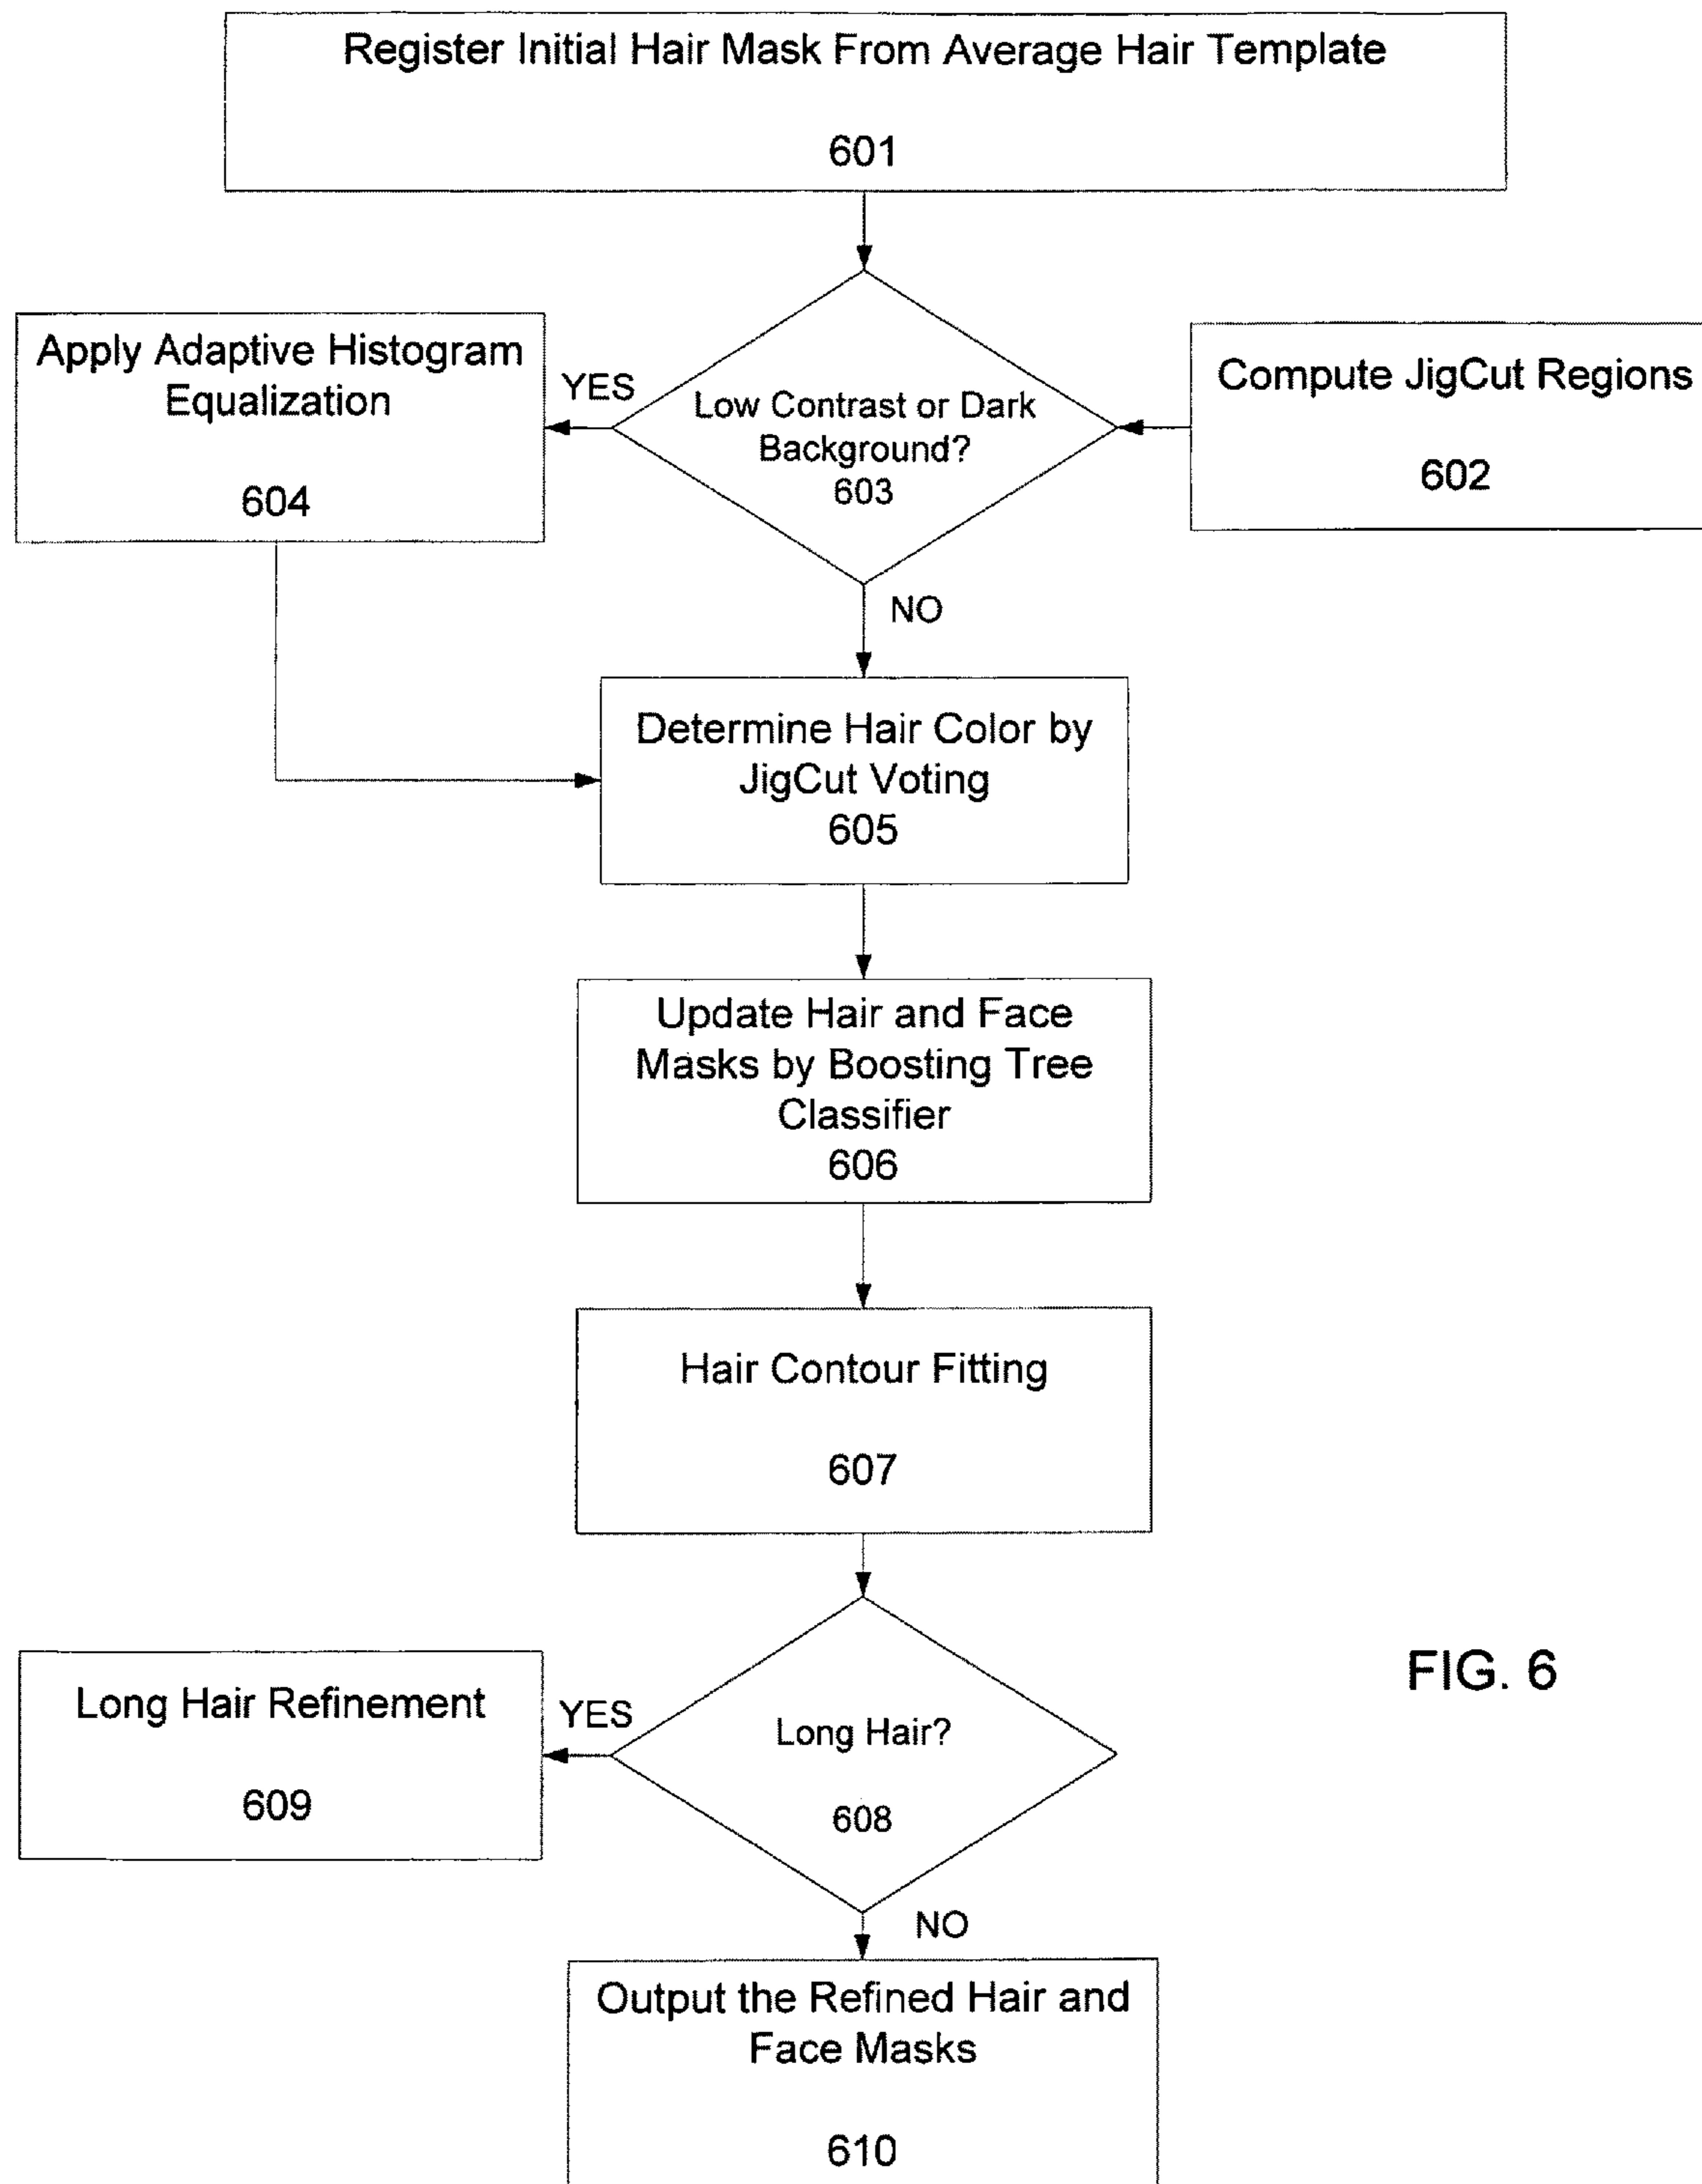 Register Initial Hair Mask From Average Hair Template
601
Apply Adaptive Histogram
Equalization
604
YES
Low Contrast or Dark
Background?
603
Compute JigCut Regions
602
NO
Determine Hair Color by
JigCut Voting
605
Update Hair and Face
Masks by Boosting Tree
Classifier
606
Hair Contour Fitting
607
Long Hair Refinement
609
YES
Long Hair?
608
FIG. 6
NO
Output the Refined Hair and
Face Masks
610